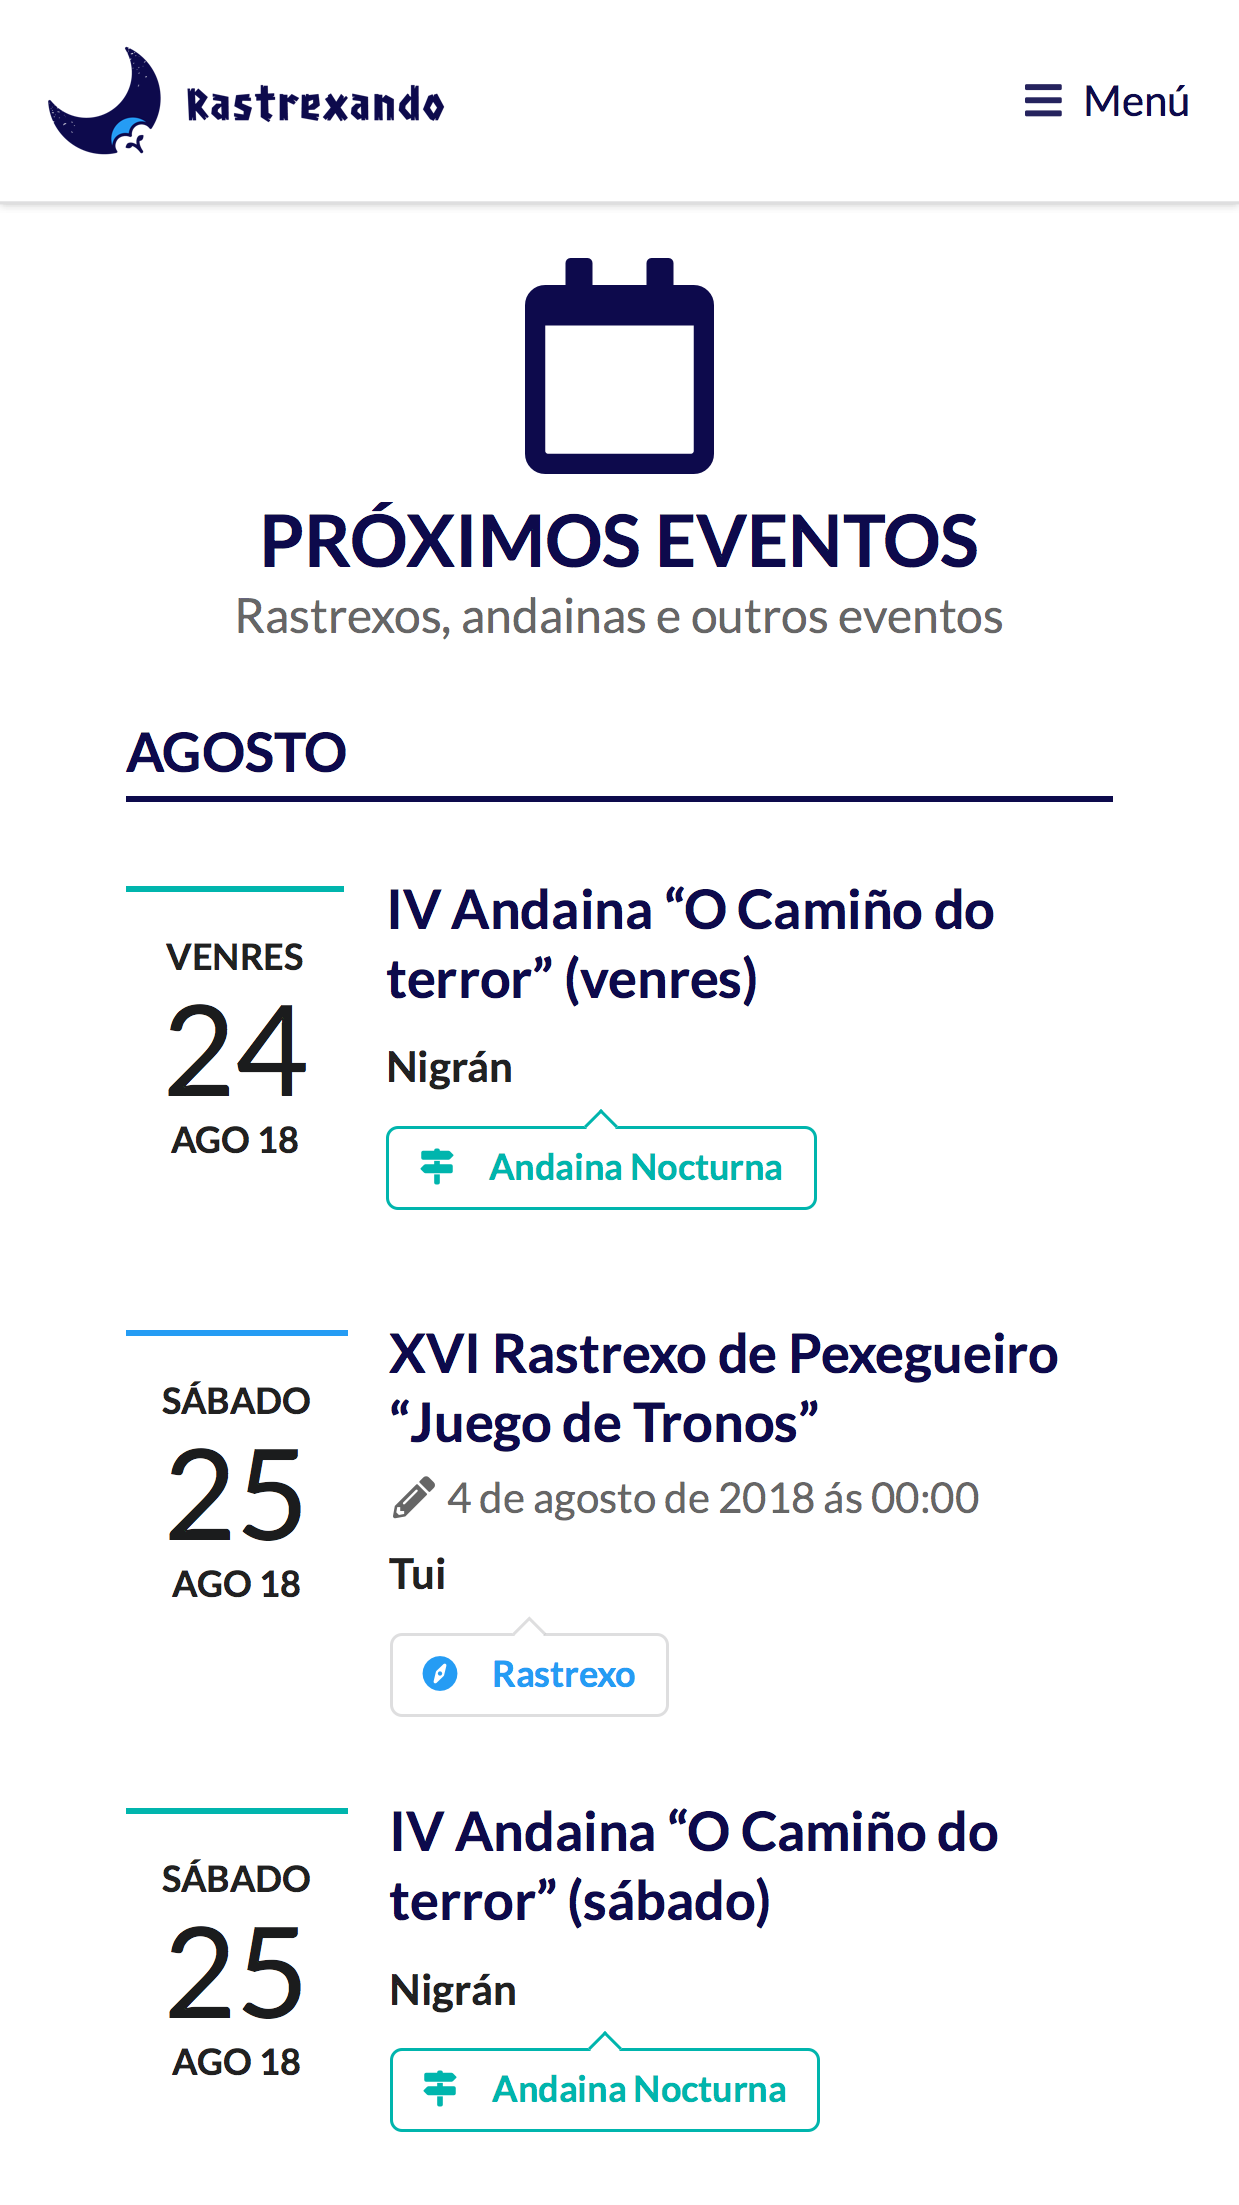 Rastrexando
Menú
PRÓXIMOS EVENTOS
Rastrexos, andainas e outros eventos
AGOSTO
VENRES
24
AGO 18
IV Andaina “O Camiño do
terror” (venres)
Nigrán
Andaina Nocturna
SÁBADO
25
AGO 18
XVI Rastrexo de Pexegueiro
“Juego de Tronos”
4 de agosto de 2018 ás 00:00
Tui
Rastrexo
SÁBADO
25
AGO 18
IV Andaina “O Camiño do
terror” (sábado)
Nigrán
Andaina Nocturna